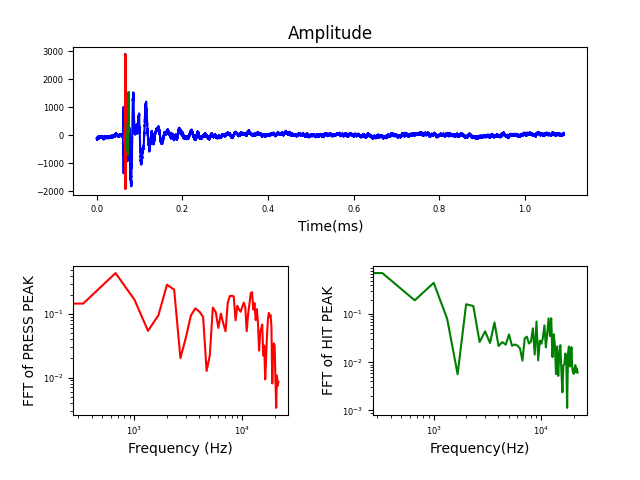 Amplitude
3000
2000
1000
0
−1000
−2000
0.0 0.2 0.4 0.6 0.8 1.0
Time(ms)
FFT of PRESS PEAK
10⁻¹
10⁻²
10³ 10⁴
Frequency (Hz)
FFT of HIT PEAK
10⁻¹
10⁻²
10⁻³
10³ 10⁴
Frequency(Hz)